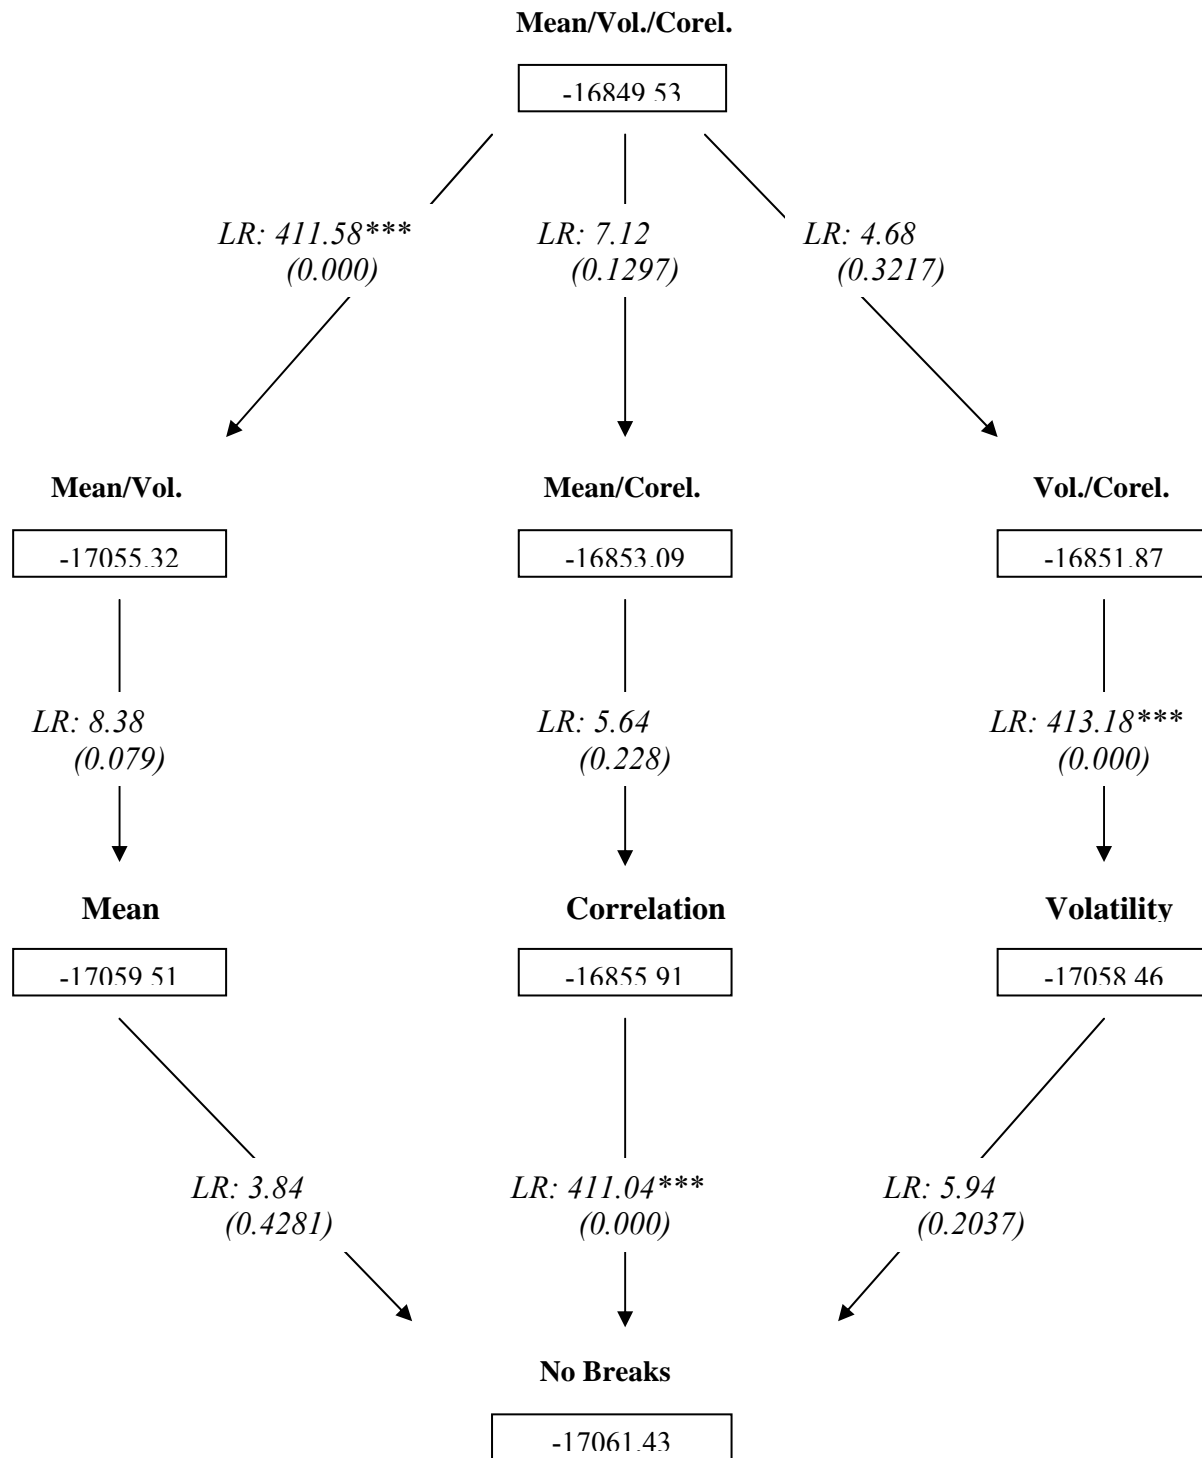 Mean/Vol./Corel.
-16849.53
LR: 411.58***
(0.000)
LR: 7.12
(0.1297)
LR: 4.68
(0.3217)
Mean/Vol.
Mean/Corel.
Vol./Corel.
-17055.32
-16853.09
-16851.87
LR: 8.38
(0.079)
LR: 5.64
(0.228)
LR: 413.18***
(0.000)
Mean
Correlation
Volatility
-17059.51
-16855.91
-17058.46
LR: 3.84
(0.4281)
LR: 411.04***
(0.000)
LR: 5.94
(0.2037)
No Breaks
-17061.43